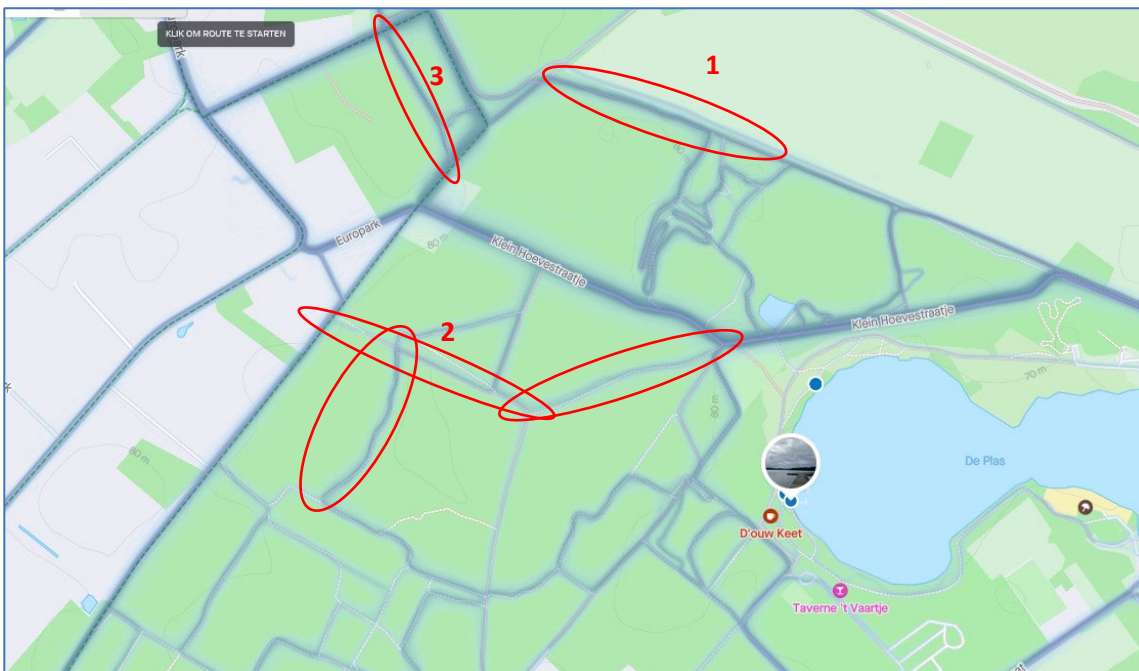 KLIK OM ROUTE TE STARTEN
1
3
Europark
80 m
Klein Hoevestraatje
80 m
Klein Hoevestraatje
2
70 m
80 m
80 m
De Plas
D'ouw Keet
Taverne 't Vaartje